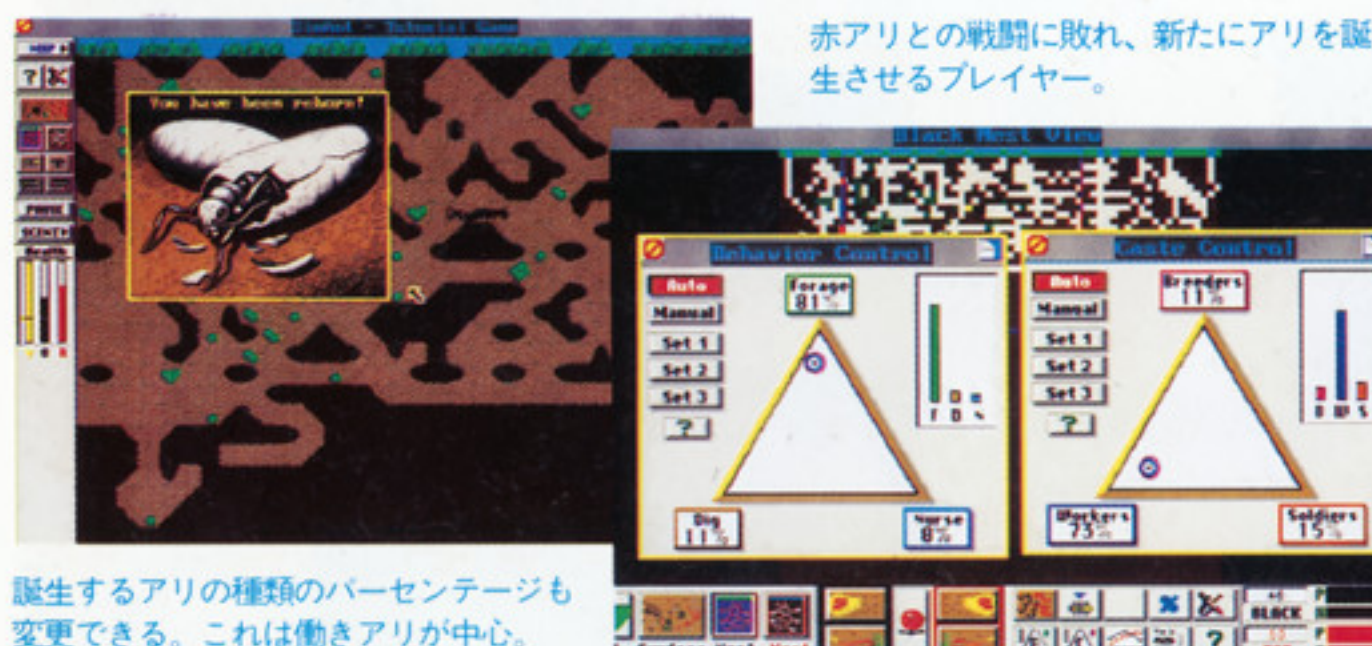 SimAnt - Tutorial Game
赤アリとの戦闘に敗れ、新たにアリを誕
生させるプレイヤー。
You have been reborn!
Health
Black Nest View
Behavior Control
Auto
Manual
Set 1
Set 2
Set 3
?
Forage
81%
F D N
Dig
11%
Nurse
8%
Caste Control
Auto
Manual
Set 1
Set 2
Set 3
?
Breeders
11%
B W S
Workers
73%
Soldiers
15%
BLACK
誕生するアリの種類のパーセンテージも
変更できる。これは働きアリが中心。